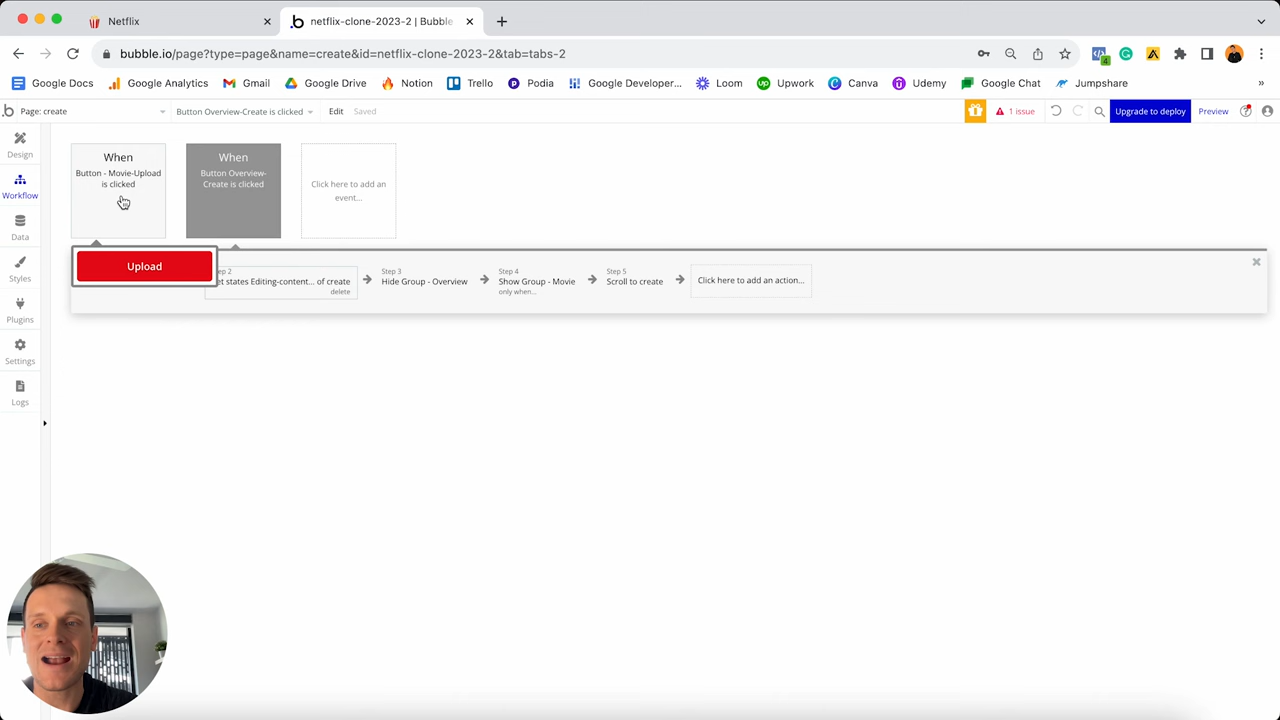 Netflix
netflix-clone-2023-2 | Bubble
bubble.io/page?type=page&name=create&id=netflix-clone-2023-2&tab=tabs-2
4
Google Docs
Google Analytics
Gmail
Google Drive
Notion
Trello
Podia
Google Developer...
Loom
Upwork
Canva
Udemy
Google Chat
Jumpshare
»
Page: create
Button Overview-Create is clicked
Edit
Saved
1 issue
Upgrade to deploy
Preview
Design
Workflow
Data
Styles
Plugins
Settings
Logs
When
Button - Movie-Upload
is clicked
When
Button Overview-
Create is clicked
Click here to add an
event...
Upload
ep 2
et states Editing-content... of create
delete
Step 3
Hide Group - Overview
Step 4
Show Group - Movie
only when...
Step 5
Scroll to create
Click here to add an action...